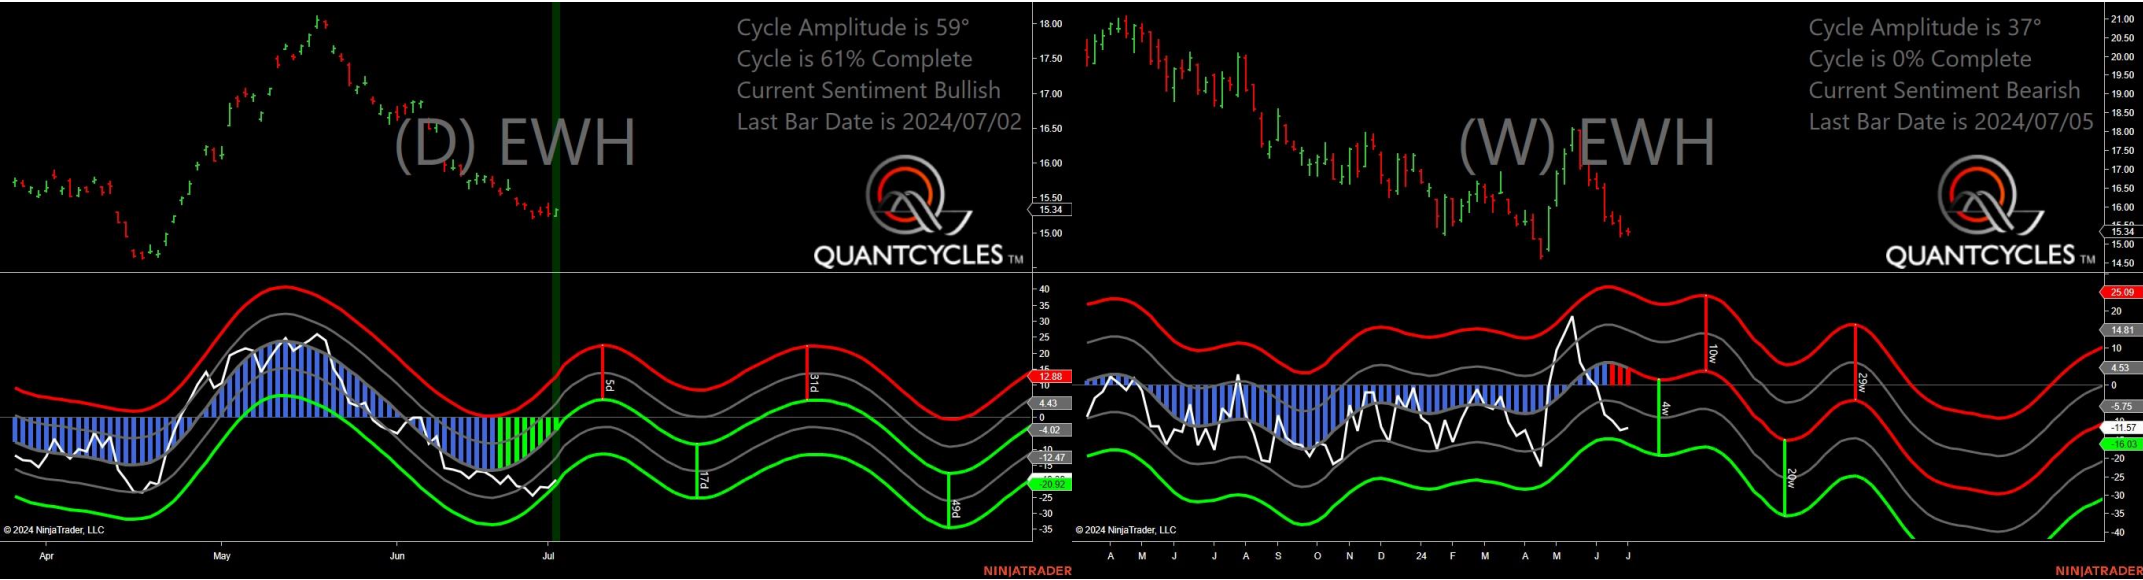 Cycle Amplitude is 59°
Cycle is 61% Complete
Current Sentiment Bullish
Last Bar Date is 2024/07/02
(D) EWH
QUANTCYCLES TM
18.00
17.50
17.00
16.50
16.00
15.50
15.34
15.00
40
35
30
25
20
15
12.88
10
4.43
0
-4.02
-12.47
-15
-20.92
-25
-30
-35
5d
17d
31d
49d
© 2024 NinjaTrader, LLC
Apr May Jun Jul
NINJATRADER
Cycle Amplitude is 37°
Cycle is 0% Complete
Current Sentiment Bearish
Last Bar Date is 2024/07/05
(W) EWH
QUANTCYCLES TM
21.00
20.50
20.00
19.50
19.00
18.50
18.00
17.50
17.00
16.50
16.00
15.34
15.00
14.50
25.09
20
14.81
10
4.53
0
-5.75
-11.57
-16.03
-20
-25
-30
-35
-40
4w
10w
20w
29w
© 2024 NinjaTrader, LLC
A M J J A S O N D 24 F M A M J J
NINJATRADER